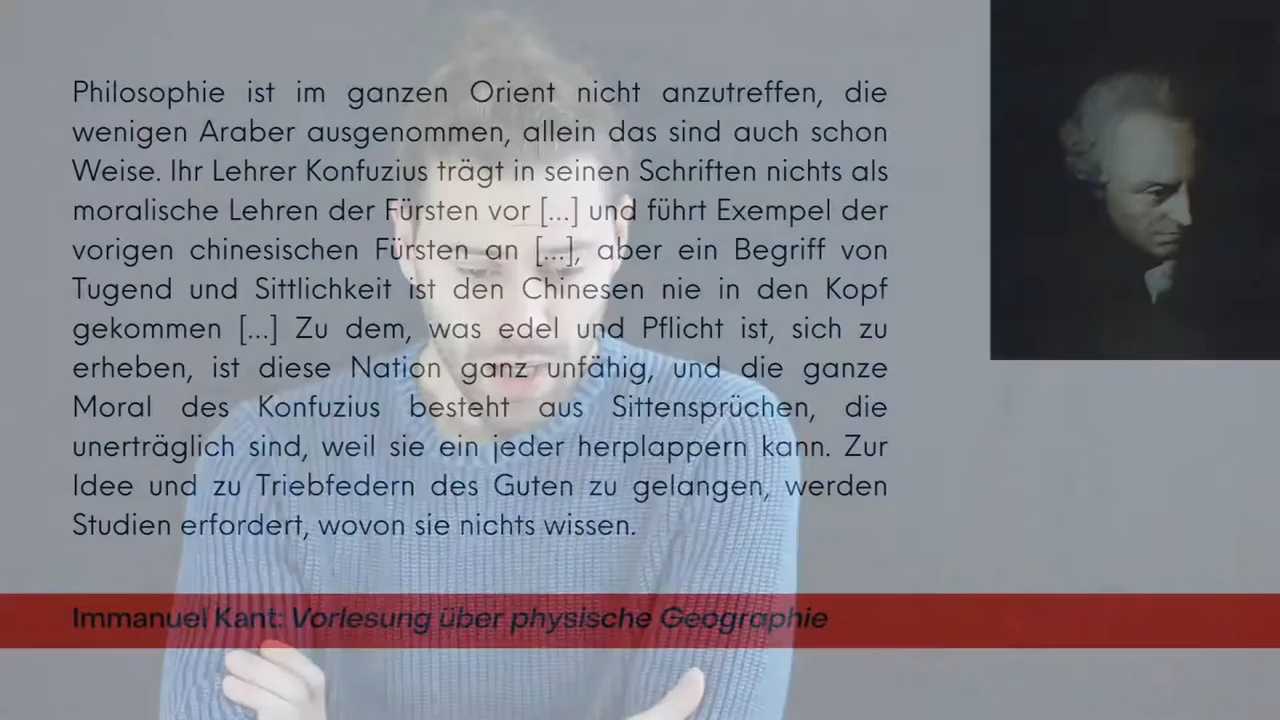 Philosophie ist im ganzen Orient nicht anzutreffen, die
wenigen Araber ausgenommen, allein das sind auch schon
Weise. Ihr Lehrer Konfuzius trägt in seinen Schriften nichts als
moralische Lehren der Fürsten vor [...] und führt Exempel der
vorigen chinesischen Fürsten an [...], aber ein Begriff von
Tugend und Sittlichkeit ist den Chinesen nie in den Kopf
gekommen [...] Zu dem, was edel und Pflicht ist, sich zu
erheben, ist diese Nation ganz unfähig, und die ganze
Moral des Konfuzius besteht aus Sittensprüchen, die
unerträglich sind, weil sie ein jeder herplappern kann. Zur
Idee und zu Triebfedern des Guten zu gelangen, werden
Studien erfordert, wovon sie nichts wissen.
Immanuel Kant: Vorlesung über physische Geographie